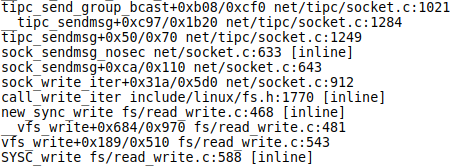 tipc_send_group_bcast+0xb08/0xcf0 net/tipc/socket.c:1021
__tipc_sendmsg+0xc97/0x1b20 net/tipc/socket.c:1284
tipc_sendmsg+0x50/0x70 net/tipc/socket.c:1249
sock_sendmsg_nosec net/socket.c:633 [inline]
sock_sendmsg+0xca/0x110 net/socket.c:643
sock_write_iter+0x31a/0x5d0 net/socket.c:912
call_write_iter include/linux/fs.h:1770 [inline]
new_sync_write fs/read_write.c:468 [inline]
__vfs_write+0x684/0x970 fs/read_write.c:481
vfs_write+0x189/0x510 fs/read_write.c:543
SYSC_write fs/read_write.c:588 [inline]